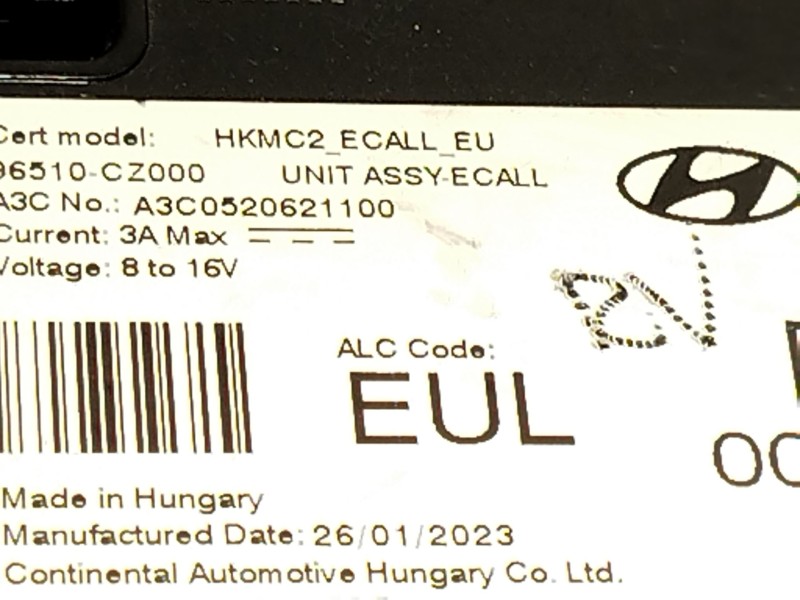 Cert model: HKMC2_ECALL_EU
96510-CZ000 UNIT ASSY-ECALL
A3C No.: A3C0520621100
Current: 3A Max
Voltage: 8 to 16V
ALC Code:
EUL
Made in Hungary
Manufactured Date: 26/01/2023
Continental Automotive Hungary Co. Ltd.